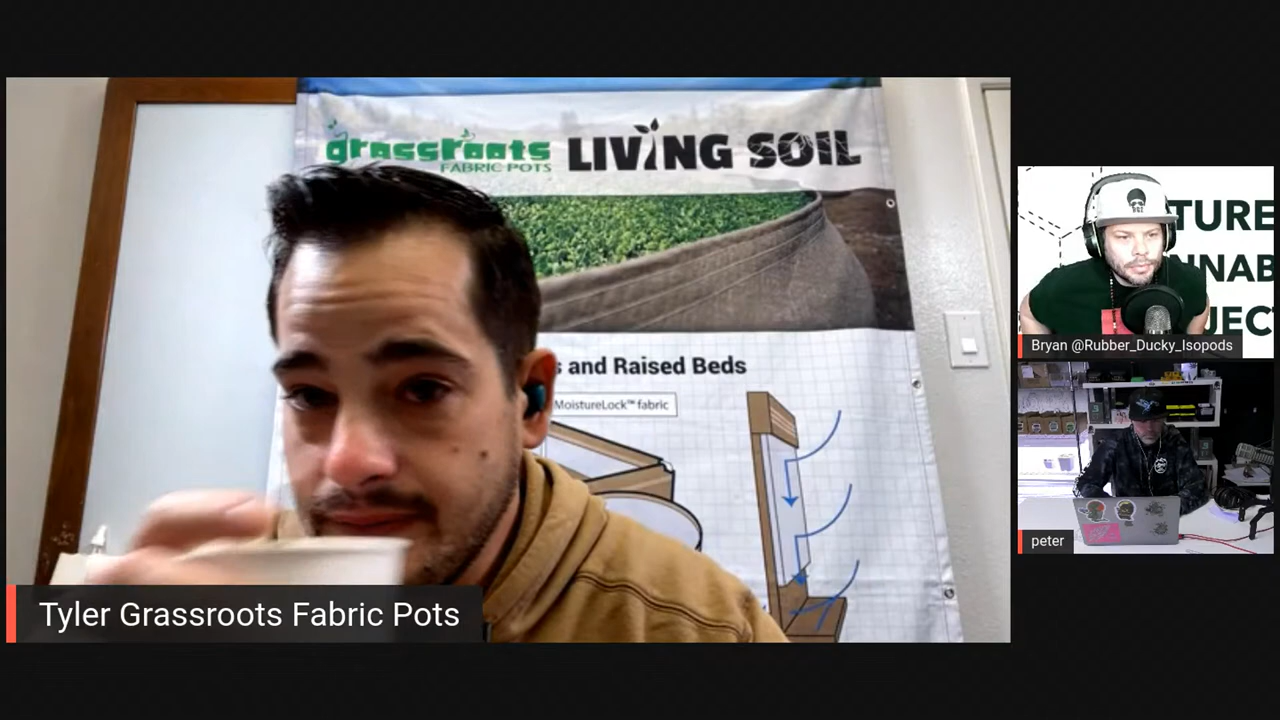 grassroots
FABRIC POTS
LIVING SOIL
s and Raised Beds
MoistureLock™ fabric
Tyler Grassroots Fabric Pots
TURE
NNAB
JEC
Bryan @Rubber_Ducky_Isopods
peter